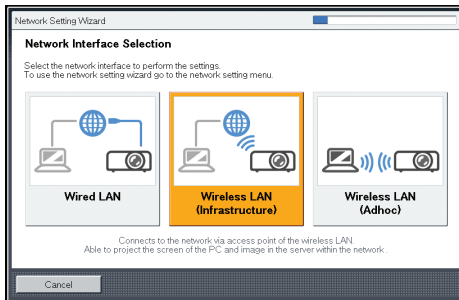 Network Setting Wizard
Network Interface Selection
Select the network interface to perform the settings.
To use the network setting wizard go to the network setting menu.
Wired LAN
Wireless LAN
(Infrastructure)
Wireless LAN
(Adhoc)
Connects to the network via access point of the wireless LAN.
Able to project the screen of the PC and image in the server within the network .
Cancel